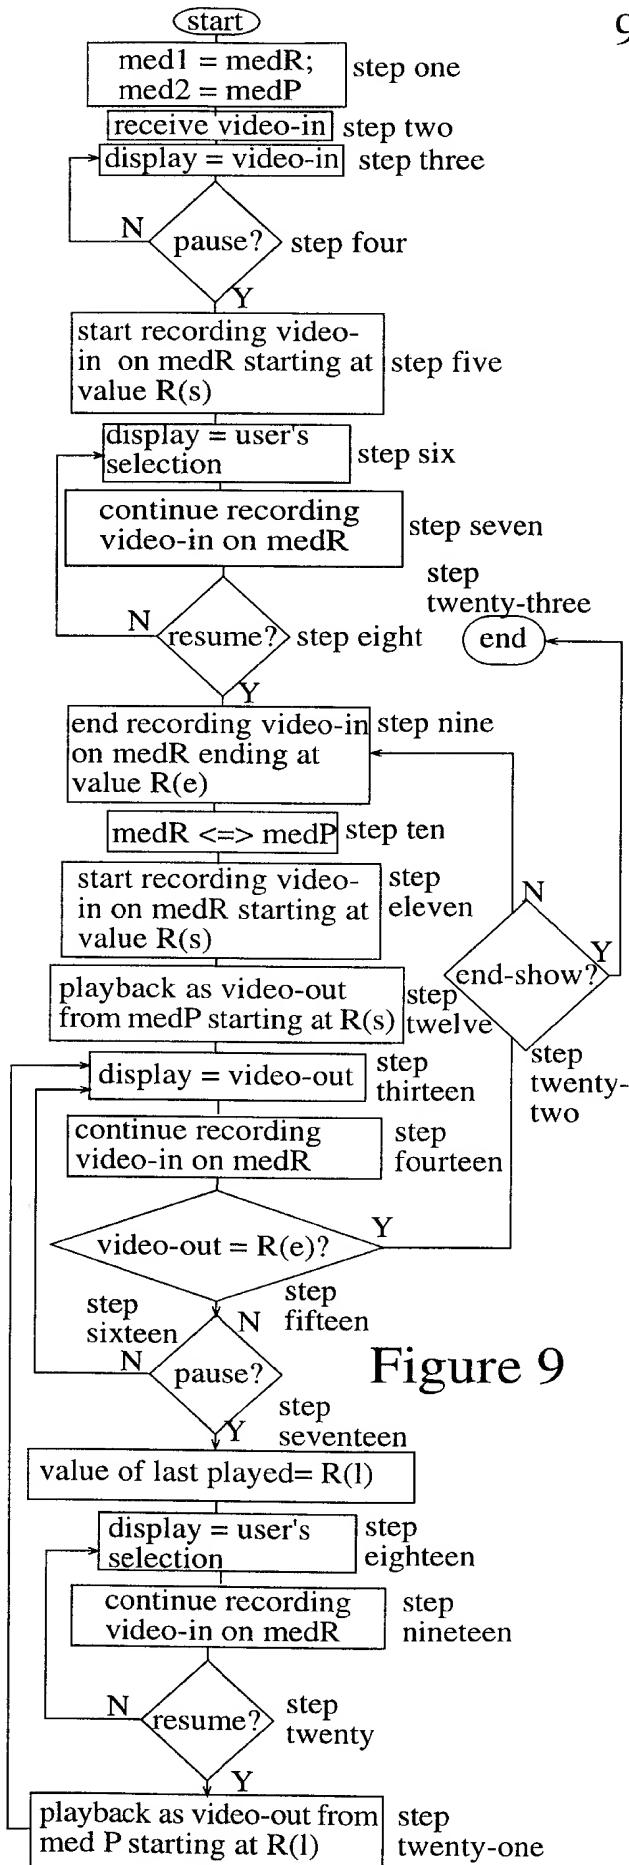 start
9
med1 = medR;
med2 = medP
step one
receive video-in
step two
display = video-in
step three
N
pause?
step four
Y
start recording video-
in on medR starting at
value R(s)
step five
display = user's
selection
step six
continue recording
video-in on medR
step seven
step
twenty-three
N
resume?
step eight
end
Y
end recording video-in
on medR ending at
value R(e)
step nine
medR <=> medP
step ten
start recording video-
in on medR starting at
value R(s)
step
eleven
N
Y
end-show?
playback as video-out
from medP starting at R(s)
step
twelve
step
twenty-
two
display = video-out
step
thirteen
continue recording
video-in on medR
step
fourteen
Y
video-out = R(e)?
step
fifteen
step
sixteen
N
N
pause?
Figure 9
Y
step
seventeen
value of last played= R(l)
display = user's
selection
step
eighteen
continue recording
video-in on medR
step
nineteen
N
resume?
step
twenty
Y
playback as video-out from
med P starting at R(l)
step
twenty-one